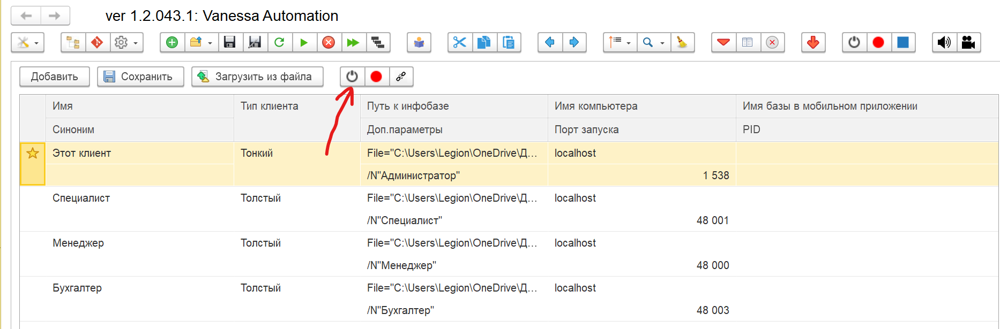 ver 1.2.043.1: Vanessa Automation
Добавить Сохранить Загрузить из файла
Имя Тип клиента Путь к инфобазе Имя компьютера Имя базы в мобильном приложении
Синоним Доп.параметры Порт запуска PID
Этот клиент Тонкий File="C:\Users\Legion\OneDrive\Д... localhost
/N"Администратор" 1 538
Специалист Толстый File="C:\Users\Legion\OneDrive\Д... localhost
/N"Специалист" 48 001
Менеджер Толстый File="C:\Users\Legion\OneDrive\Д... localhost
/N"Менеджер" 48 000
Бухгалтер Толстый File="C:\Users\Legion\OneDrive\Д... localhost
/N"Бухгалтер" 48 003